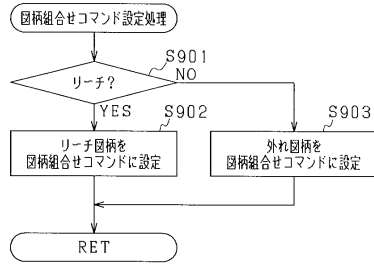 図柄組合せコマンド設定処理
S901
リーチ?
NO
YES
S902
S903
リーチ図柄を
図柄組合せコマンドに設定
外れ図柄を
図柄組合せコマンドに設定
RET